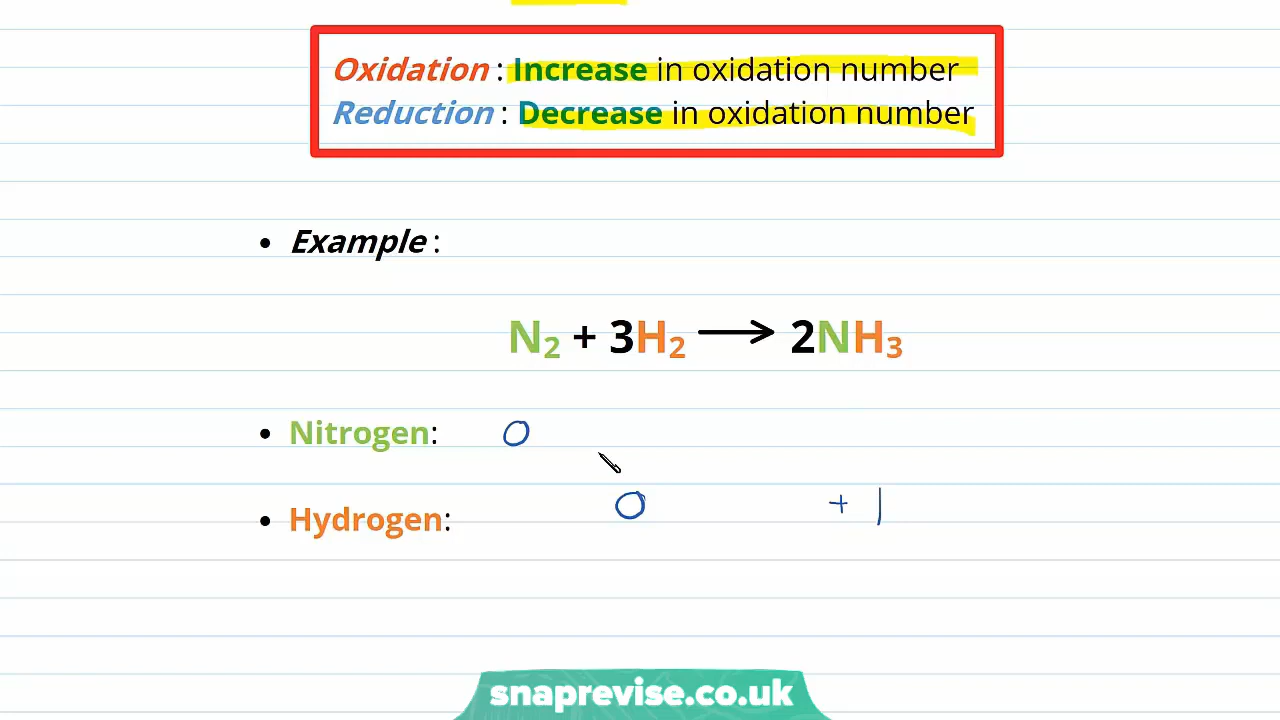 Oxidation : Increase in oxidation number
Reduction : Decrease in oxidation number
• Example :
N₂ + 3H₂ ⟶ 2NH₃
• Nitrogen: 0
• Hydrogen: 0 + 1
snaprevise.co.uk